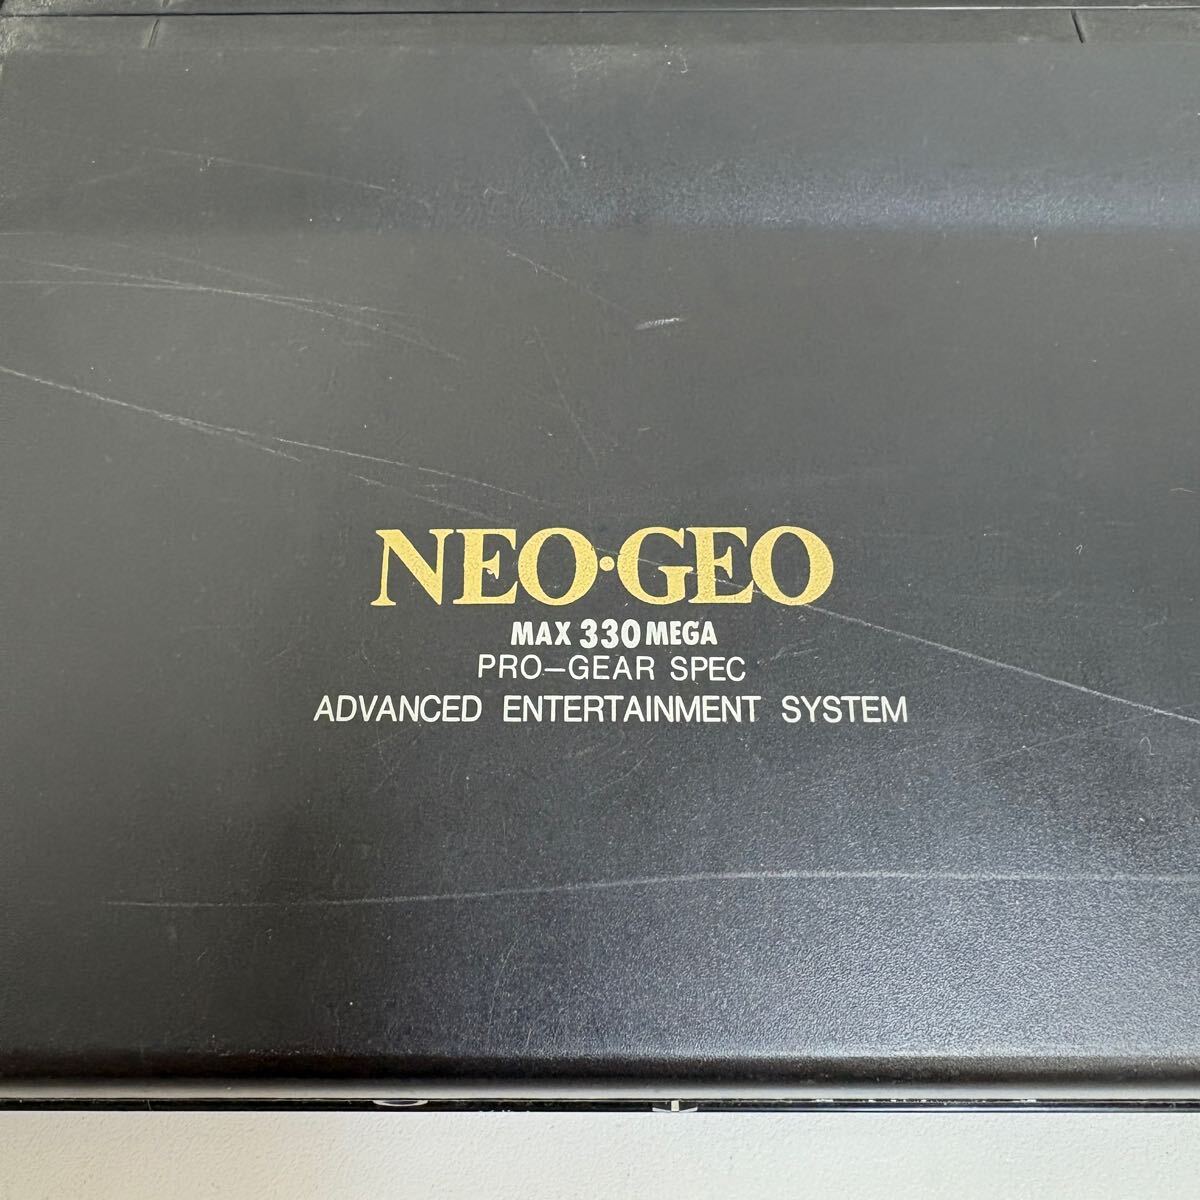 NEO·GEO
MAX 330 MEGA
PRO-GEAR SPEC
ADVANCED ENTERTAINMENT SYSTEM